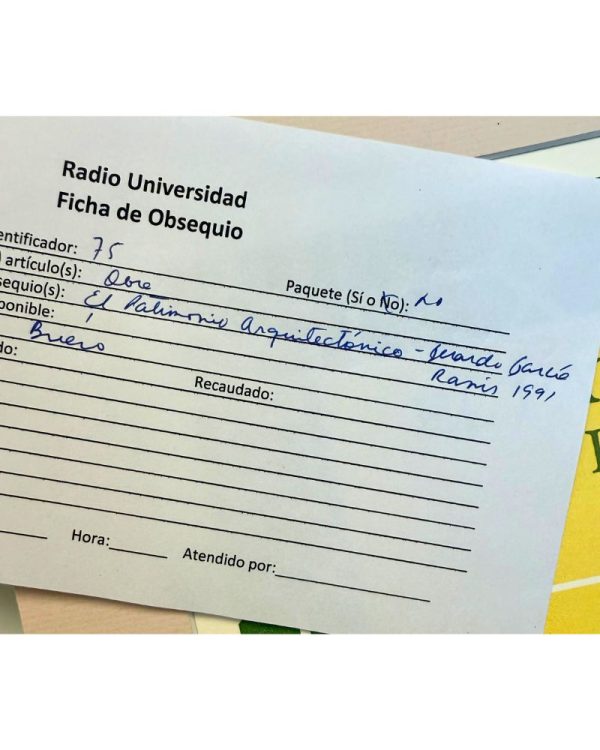 Radio Universidad
Ficha de Obsequio
entificador: 75
artículo(s): Obra Paquete (Sí o No): no
sequio(s): El Patimonio Arquitectónico - Gerardo García
Ramis 1991
ponible: 1
Bueno
do:
Recaudado:
Hora:
Atendido por: